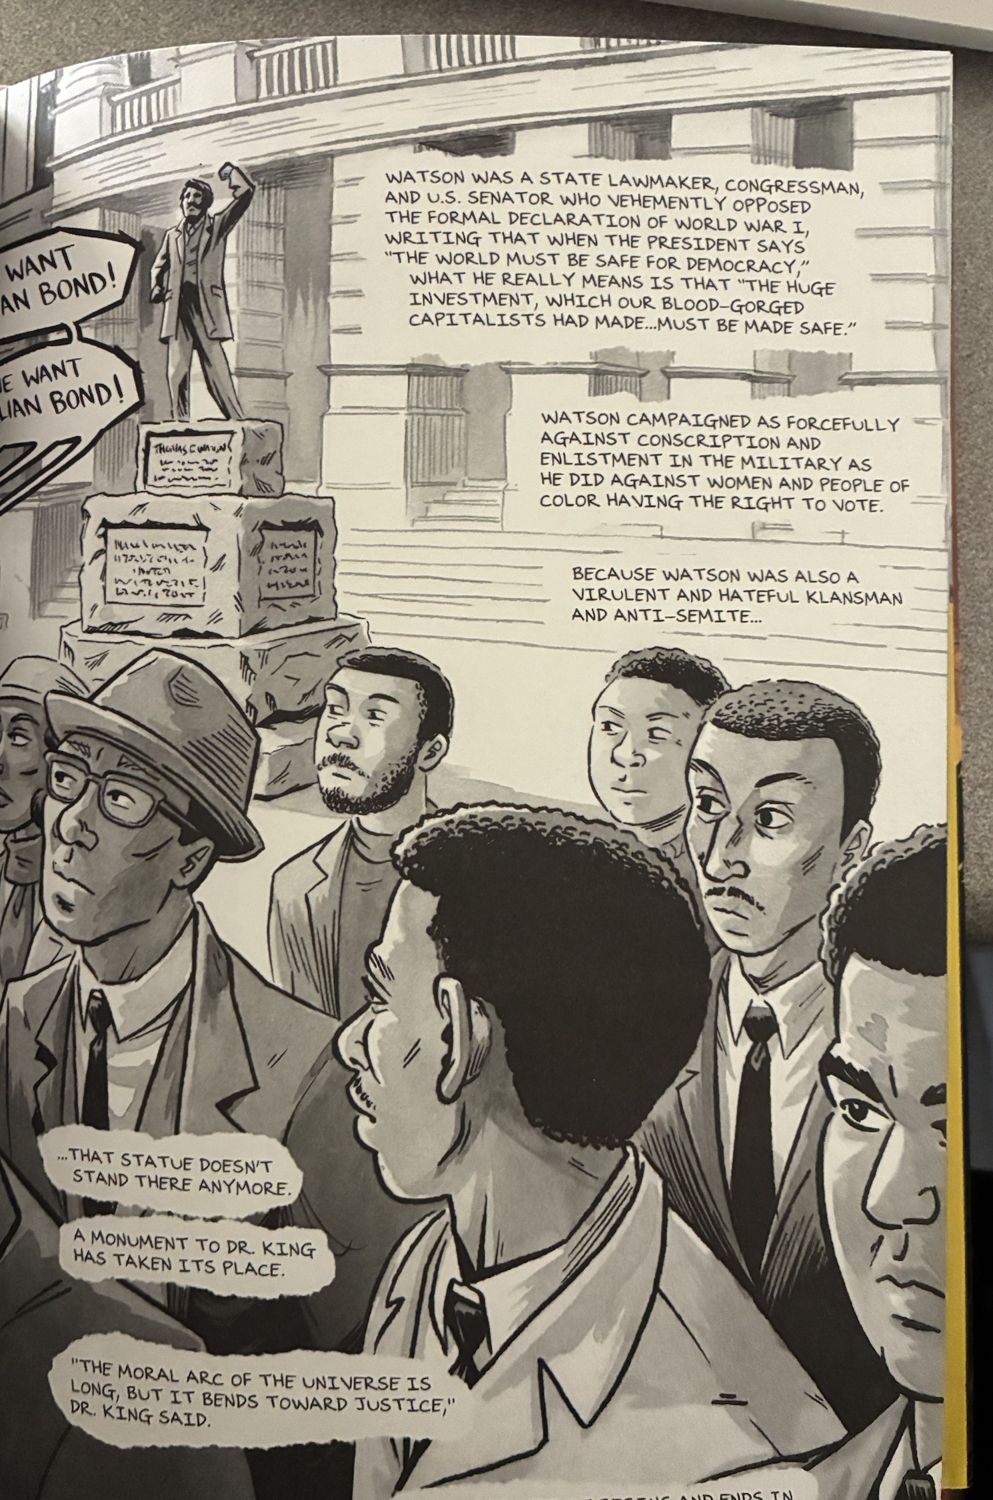 WATSON WAS A STATE LAWMAKER, CONGRESSMAN,
AND U.S. SENATOR WHO VEHEMENTLY OPPOSED
THE FORMAL DECLARATION OF WORLD WAR I,
WRITING THAT WHEN THE PRESIDENT SAYS
"THE WORLD MUST BE SAFE FOR DEMOCRACY,"
WHAT HE REALLY MEANS IS THAT "THE HUGE
INVESTMENT, WHICH OUR BLOOD-GORGED
CAPITALISTS HAD MADE...MUST BE MADE SAFE."
WANT
AN BOND!
E WANT
LIAN BOND!
WATSON CAMPAIGNED AS FORCEFULLY
AGAINST CONSCRIPTION AND
ENLISTMENT IN THE MILITARY AS
HE DID AGAINST WOMEN AND PEOPLE OF
COLOR HAVING THE RIGHT TO VOTE.
THOMAS E WATSON
BECAUSE WATSON WAS ALSO A
VIRULENT AND HATEFUL KLANSMAN
AND ANTI-SEMITE...
...THAT STATUE DOESN'T
STAND THERE ANYMORE.
A MONUMENT TO DR. KING
HAS TAKEN ITS PLACE.
"THE MORAL ARC OF THE UNIVERSE IS
LONG, BUT IT BENDS TOWARD JUSTICE,"
DR. KING SAID.
AND ENDS IN